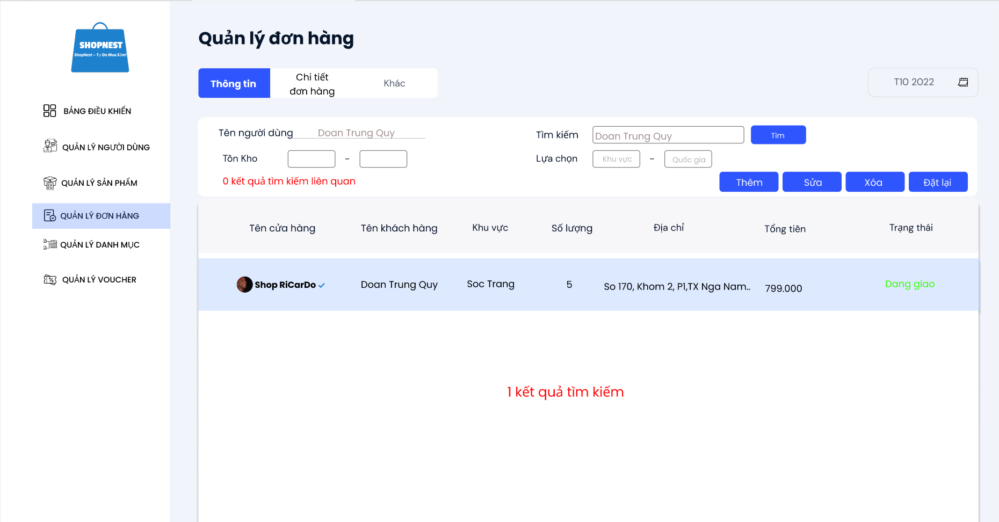 SHOPNEST
ShopNest - Tự Do Mua Sắm!
BẢNG ĐIỀU KHIỂN
QUẢN LÝ NGƯỜI DÙNG
QUẢN LÝ SẢN PHẨM
QUẢN LÝ ĐƠN HÀNG
QUẢN LÝ DANH MỤC
QUẢN LÝ VOUCHER
Quản lý đơn hàng
Thông tin
Chi tiết
đơn hàng
Khác
T10 2022
Tên người dùng Doan Trung Quy
Tìm kiếm Doan Trung Quy Tìm
Tồn Kho -
Lựa chọn Khu vực - Quốc gia
0 kết quả tìm kiếm liên quan
Thêm Sửa Xóa Đặt lại
Tên cửa hàng Tên khách hàng Khu vực Số lượng Địa chỉ Tổng tiền Trạng thái
Shop RiCarDo Doan Trung Quy Soc Trang 5 So 170, Khom 2, P1,TX Nga Nam.. 799.000 Dang giao
1 kết quả tìm kiếm